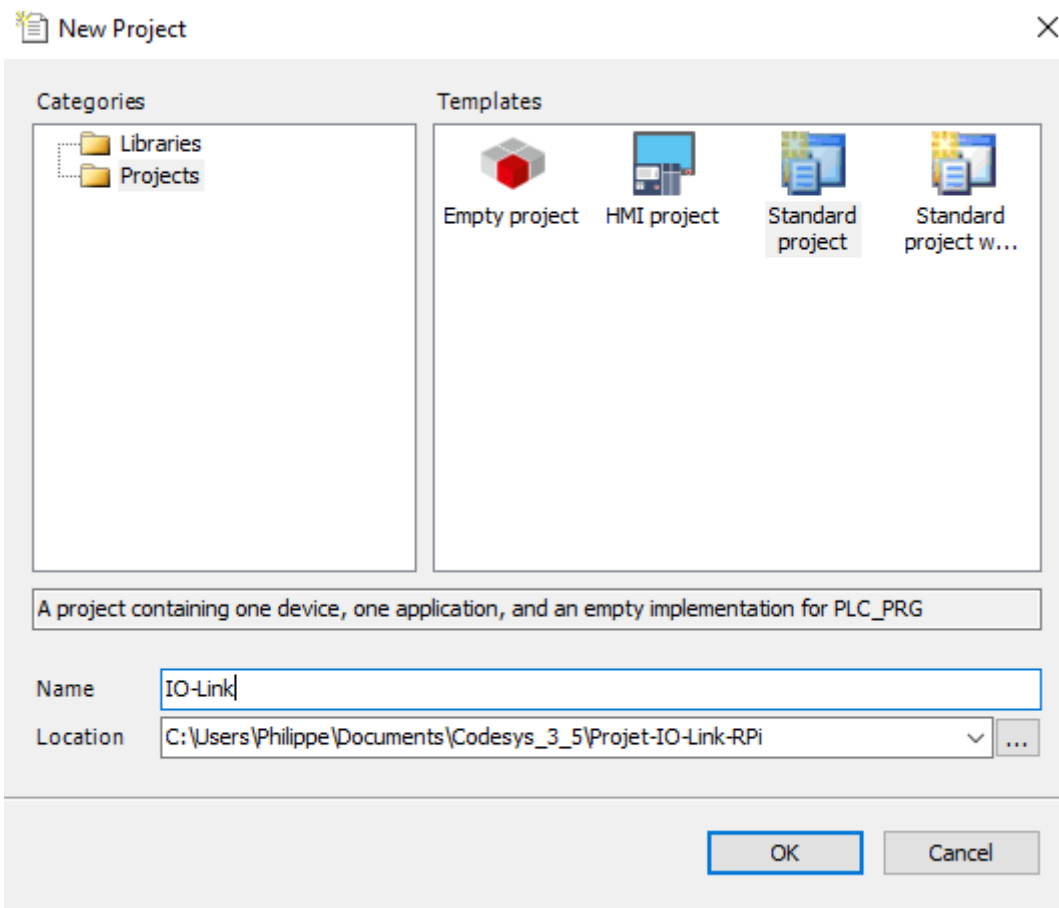 New Project
Categories
Templates
Libraries
Projects
Empty project
HMI project
Standard
project
Standard
project w...
A project containing one device, one application, and an empty implementation for PLC_PRG
Name
IO-Link
Location
C:\Users\Philippe\Documents\Codesys_3_5\Projet-IO-Link-RPi
...
OK
Cancel